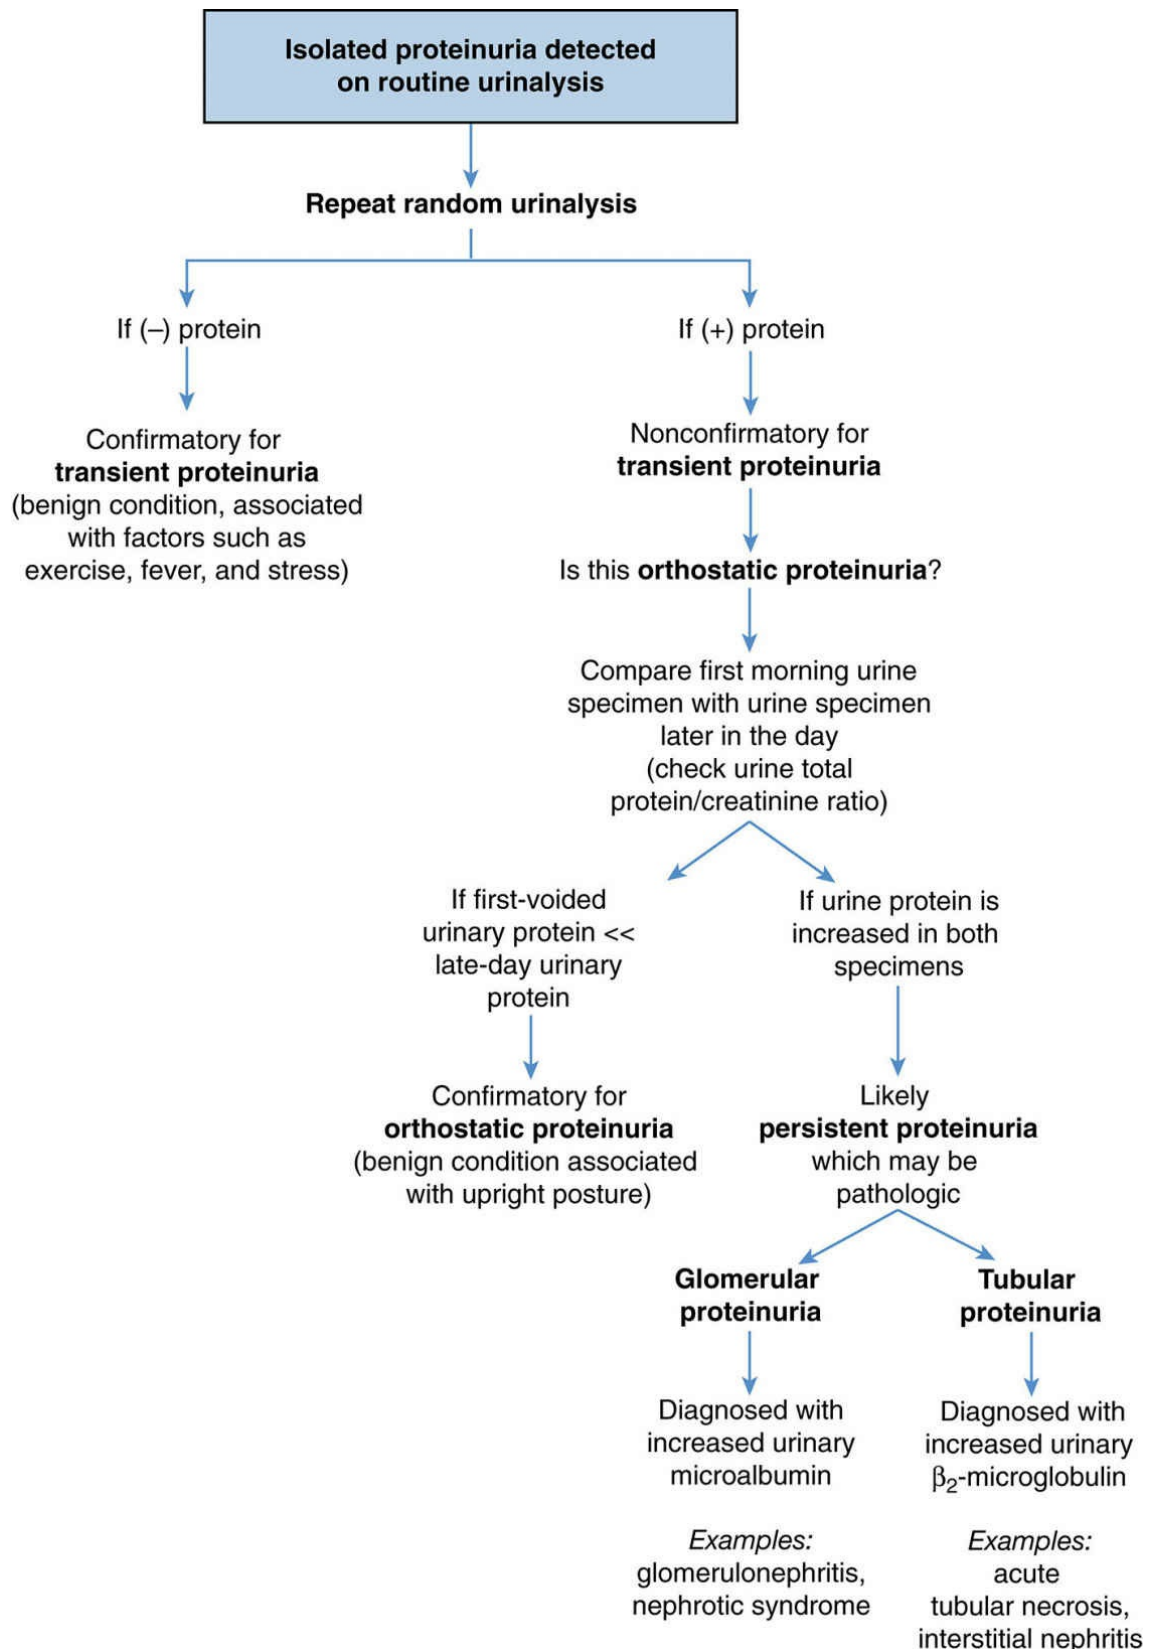 Isolated proteinuria detected
on routine urinalysis
Repeat random urinalysis
If (–) protein
Confirmatory for
transient proteinuria
(benign condition, associated
with factors such as
exercise, fever, and stress)
If (+) protein
Nonconfirmatory for
transient proteinuria
Is this orthostatic proteinuria?
Compare first morning urine
specimen with urine specimen
later in the day
(check urine total
protein/creatinine ratio)
If first-voided
urinary protein <<
late-day urinary
protein
Confirmatory for
orthostatic proteinuria
(benign condition associated
with upright posture)
If urine protein is
increased in both
specimens
Likely
persistent proteinuria
which may be
pathologic
Glomerular
proteinuria
Diagnosed with
increased urinary
microalbumin
Examples:
glomerulonephritis,
nephrotic syndrome
Tubular
proteinuria
Diagnosed with
increased urinary
β₂-microglobulin
Examples:
acute
tubular necrosis,
interstitial nephritis